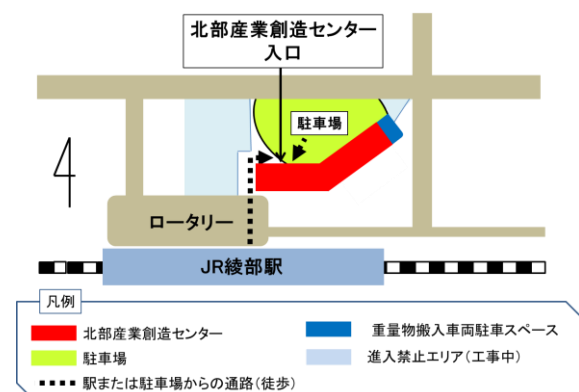 北部産業創造センター
入口
駐車場
ロータリー
JR綾部駅
凡例
北部産業創造センター
重量物搬入車両駐車スペース
駐車場
進入禁止エリア（工事中）
駅または駐車場からの通路（徒歩）